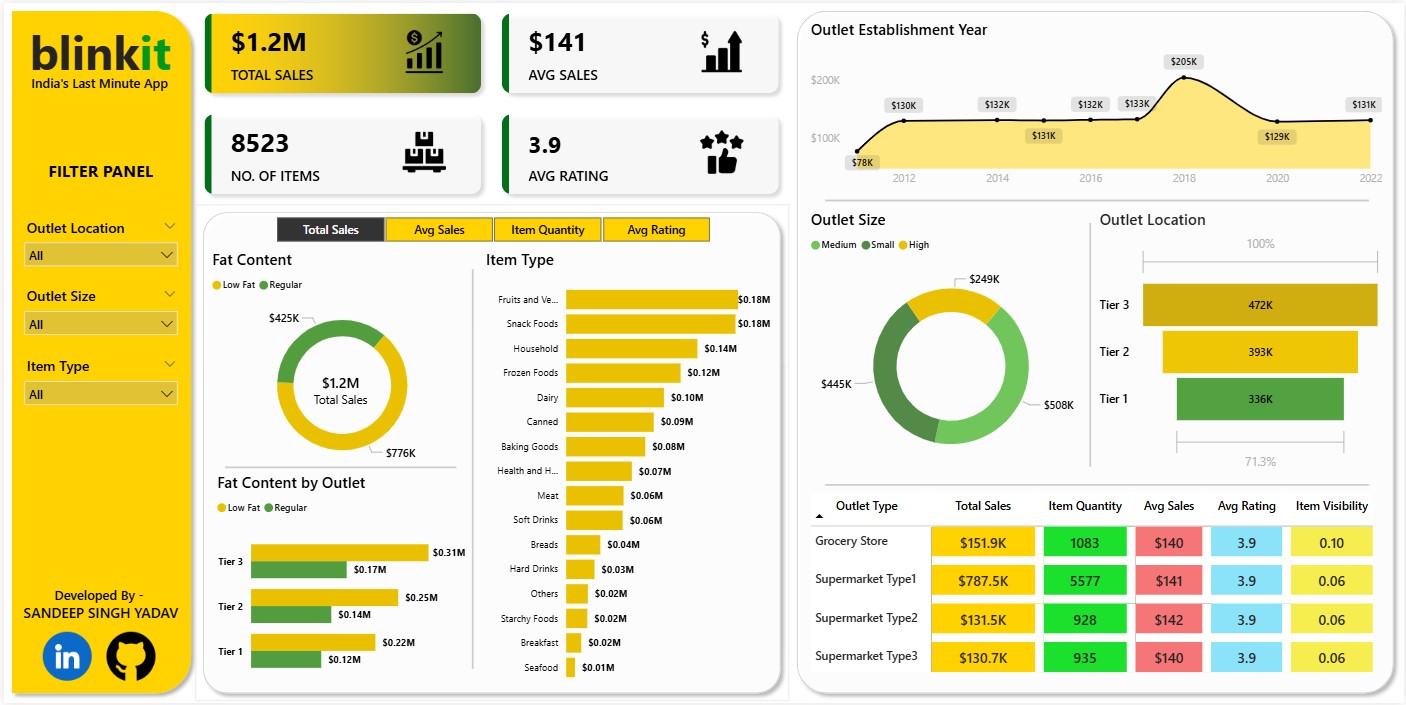 blinkit
India's Last Minute App
FILTER PANEL
Outlet Location
All
Outlet Size
All
Item Type
All
Developed By -
SANDEEP SINGH YADAV
in
$1.2M
TOTAL SALES
$
$141
AVG SALES
$
8523
NO. OF ITEMS
3.9
AVG RATING
Total Sales
Avg Sales
Item Quantity
Avg Rating
Fat Content
Low Fat Regular
$425K
$1.2M
Total Sales
$776K
Fat Content by Outlet
Low Fat Regular
Tier 3 $0.31M
$0.17M
Tier 2 $0.25M
$0.14M
Tier 1 $0.22M
$0.12M
Item Type
Fruits and Ve... $0.18M
Snack Foods $0.18M
Household $0.14M
Frozen Foods $0.12M
Dairy $0.10M
Canned $0.09M
Baking Goods $0.08M
Health and H... $0.07M
Meat $0.06M
Soft Drinks $0.06M
Breads $0.04M
Hard Drinks $0.03M
Others $0.02M
Starchy Foods $0.02M
Breakfast $0.02M
Seafood $0.01M
Outlet Establishment Year
$205K
$200K
$130K $132K $132K $133K $131K
$131K $129K
$100K
$78K
2012 2014 2016 2018 2020 2022
Outlet Size
Medium Small High
$249K
$445K
$508K
Outlet Location
100%
Tier 3 472K
Tier 2 393K
Tier 1 336K
71.3%
Outlet Type Total Sales Item Quantity Avg Sales Avg Rating Item Visibility
Grocery Store $151.9K 1083 $140 3.9 0.10
Supermarket Type1 $787.5K 5577 $141 3.9 0.06
Supermarket Type2 $131.5K 928 $142 3.9 0.06
Supermarket Type3 $130.7K 935 $140 3.9 0.06